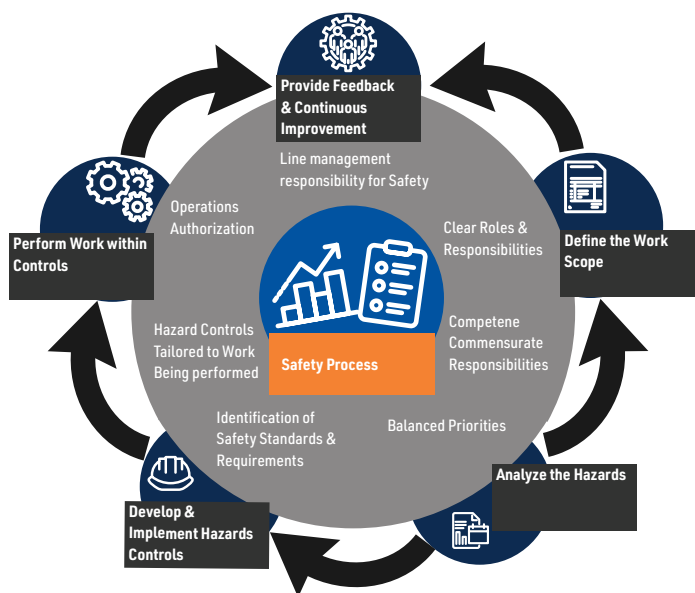 Provide Feedback
& Continuous
Improvement
Line management
responsibility for Safety
Operations
Authorization
Clear Roles &
Responsibilities
Perform Work within
Controls
Define the Work
Scope
Hazard Controls
Tailored to Work
Being performed
Competene
Commensurate
Responsibilities
Safety Process
Identification of
Safety Standards &
Requirements
Balanced Priorities
Analyze the Hazards
Develop &
Implement Hazards
Controls